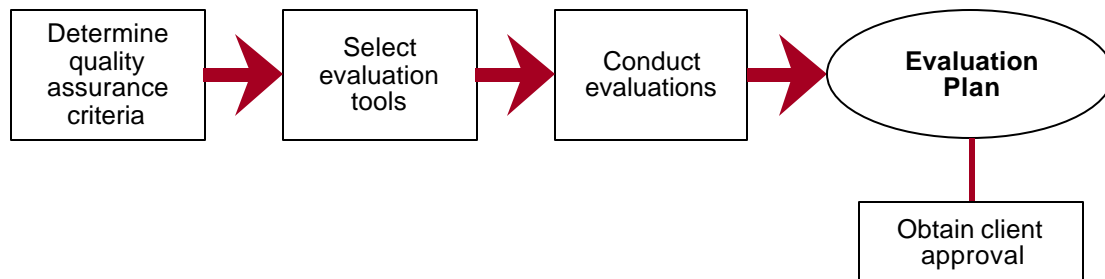 Determine
quality
assurance
criteria
Select
evaluation
tools
Conduct
evaluations
Evaluation
Plan
Obtain client
approval